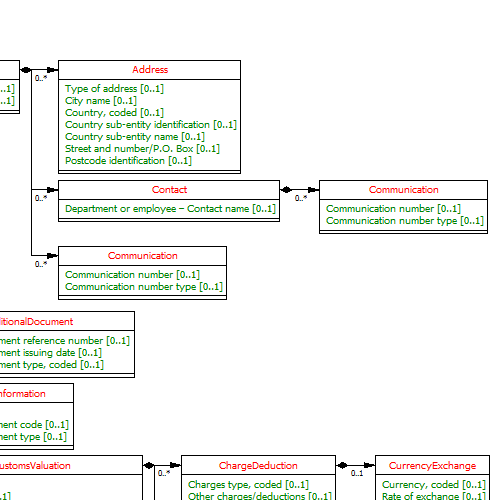 Address
..1]
..1]
0..*
Type of address [0..1]
City name [0..1]
Country, coded [0..1]
Country sub-entity identification [0..1]
Country sub-entity name [0..1]
Street and number/P.O. Box [0..1]
Postcode identification [0..1]
Contact
Communication
0..*
0..*
Department or employee – Contact name [0..1]
Communication number [0..1]
Communication number type [0..1]
Communication
0..*
Communication number [0..1]
Communication number type [0..1]
itionalDocument
ment reference number [0..1]
ment issuing date [0..1]
ment type, coded [0..1]
nformation
ment code [0..1]
ment type [0..1]
ustomsValuation
ChargeDeduction
CurrencyExchange
0..*
0..1
Charges type, coded [0..1]
Currency, coded [0..1]
..1]
Other charges/deductions [0..1]
Rate of exchange [0..1]